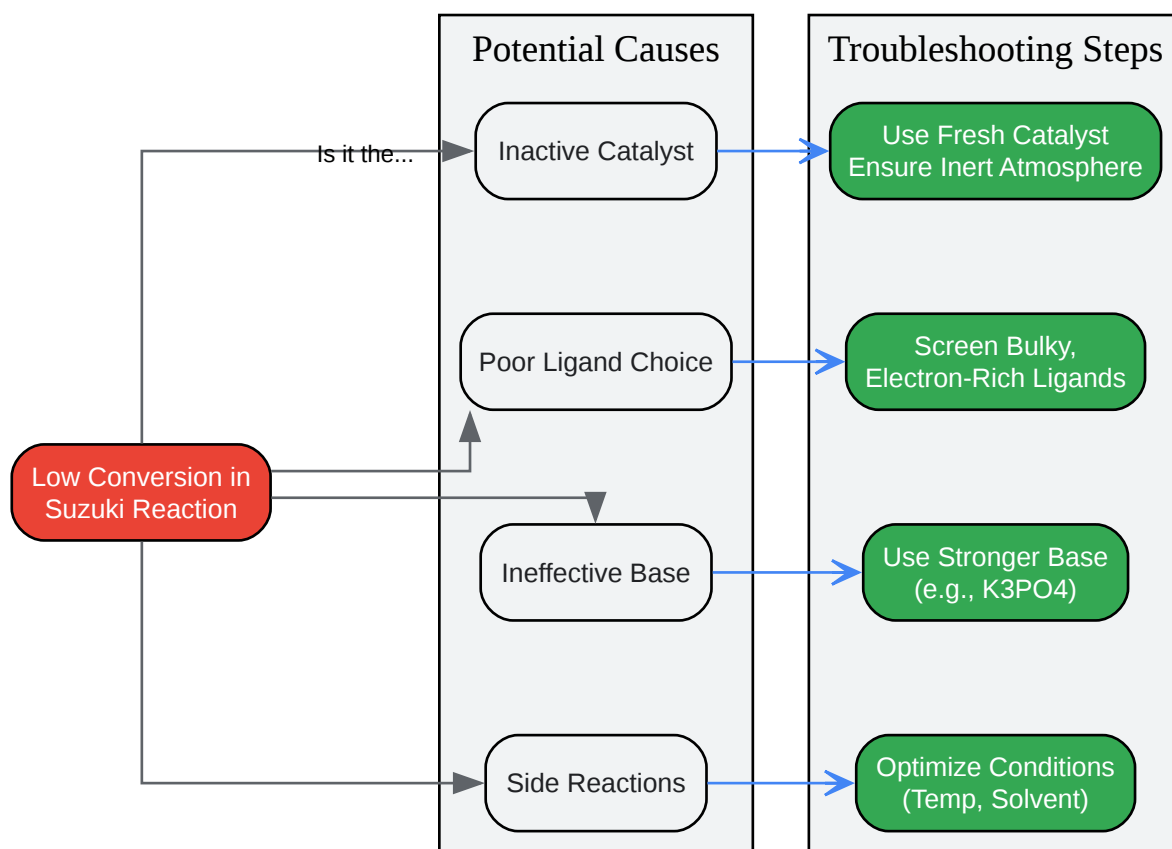 Potential Causes
Troubleshooting Steps
Is it the...
Inactive Catalyst
Use Fresh Catalyst
Ensure Inert Atmosphere
Poor Ligand Choice
Screen Bulky,
Electron-Rich Ligands
Low Conversion in
Suzuki Reaction
Ineffective Base
Use Stronger Base
(e.g., K3PO4)
Side Reactions
Optimize Conditions
(Temp, Solvent)